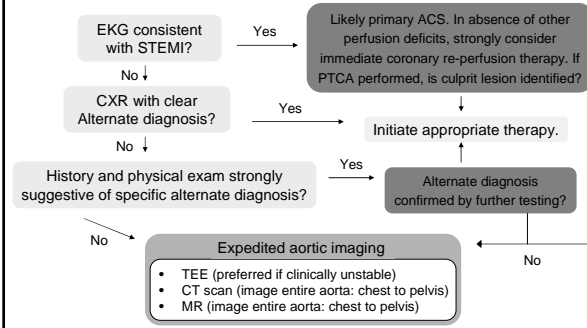 EKG consistent
with STEMI?
Yes
Likely primary ACS. In absence of other
perfusion deficits, strongly consider
immediate coronary re-perfusion therapy. If
PTCA performed, is culprit lesion identified?
No
CXR with clear
Alternate diagnosis?
Yes
Initiate appropriate therapy.
No
History and physical exam strongly
suggestive of specific alternate diagnosis?
Yes
Alternate diagnosis
confirmed by further testing?
No
No
Expedited aortic imaging
• TEE (preferred if clinically unstable)
• CT scan (image entire aorta: chest to pelvis)
• MR (image entire aorta: chest to pelvis)